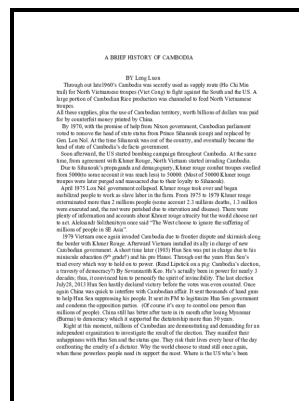 A BRIEF HISTORY OF CAMBODIA
BY Leng Luon
Through out late1960's Cambodia was secretly used as supply route (Ho Chi Min
trail) for North Vietnamese troupes (Viet Cong) to fight against the South and the US. A
large portion of Cambodian Rice production was channeled to feed North Vietnamese
troupes.
All these supplies, plus the use of Cambodian territory, worth billions of dollars was paid
for by counterfeit money printed by China.
By 1970, with the promise of help from Nixon government, Cambodian parliament
voted to remove the head of state status from Prince Sihanouk (coup) and replaced by
Gen. Lon Nol. At the time Sihanouk was out of the country, and eventually became the
head of state of Cambodia's de facto government.
Soon afterward, the US started bombing campaign throughout Cambodia. At the same
time, from agreement with Khmer Rouge, North Vietnam started invading Cambodia.
Due to Sihanouk's propaganda and demagoguery, Khmer rouge combat troupes swelled
from 5000(to some account it was much less) to 50000. (Most of 50000 Khmer rouge
troupes were later purged and massacred due to their loyalty to Sihanouk).
April 1975 Lon Nol government collapsed. Khmer rouge took over and began
mobilized people to work as slave labor in the farm. From 1975 to 1979 Khmer rouge
exterminated more than 2 millions people (some account 2.3 millions deaths, 1.3 million
were executed and, the rest were perished due to starvation and disease). There were
plenty of information and accounts about Khmer rouge atrocity but the world choose not
to act. Aleksandr Solzhenitsyn once said "The West choose to ignore the suffering of
millions of people in SE Asia".
1979 Vietnam once again invaded Cambodia due to frontier dispute and skirmish along
the border with Khmer Rouge. Afterward Vietnam installed its ally in charge of new
Cambodian government. A short time later (1985) Hun Sen was put in charge due to his
miniscule education (9th grade?) and his pro Hanoi. Through out the years Hun Sen's
tried every which way to hold on to power. (Read Lipstick on a pig: Cambodia's election,
a travesty of democracy?) By Sovannarith Keo. He's actually been in power for nearly 3
decades; thus, it convinced him to personify the spirit of invincibility. The last election
July28, 2013 Hun Sen hastily declared victory before the votes was even counted. Once
again China was quick to interfere with Cambodian affair. It sent thousands of hand guns
to help Hun Sen oppressing his people. It sent its FM to legitimize Hun Sen government
and condemn the opposition parties. (Of course it's easy to control one person than
millions of people). China still has bitter after taste in its mouth after losing Myanmar
(Burma) to democracy which it supported the dictatorship more than 50 years.
Right at this moment, millions of Cambodian are demonstrating and demanding for an
independent organization to investigate the result of the election. They manifest their
unhappiness with Hun Sen and the status quo. They risk their lives every hour of the day
confronting the cruelty of a dictator. Why the world choose to stand still once again,
when these powerless people need its support the most. Where is the US who's been